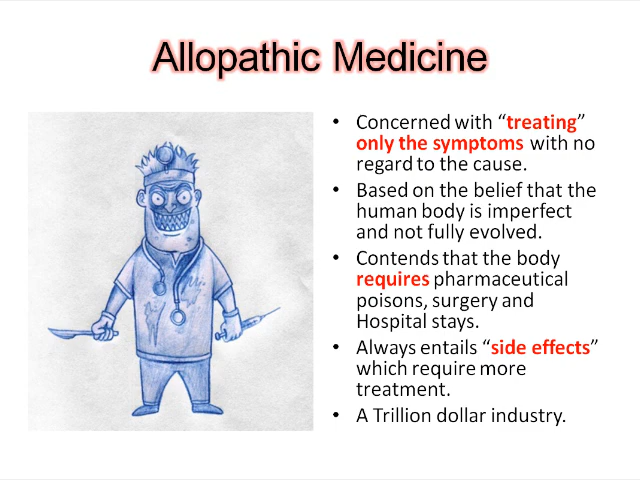 Allopathic Medicine
• Concerned with “treating”
only the symptoms with no
regard to the cause.
• Based on the belief that the
human body is imperfect
and not fully evolved.
• Contends that the body
requires pharmaceutical
poisons, surgery and
Hospital stays.
• Always entails “side effects”
which require more
treatment.
• A Trillion dollar industry.